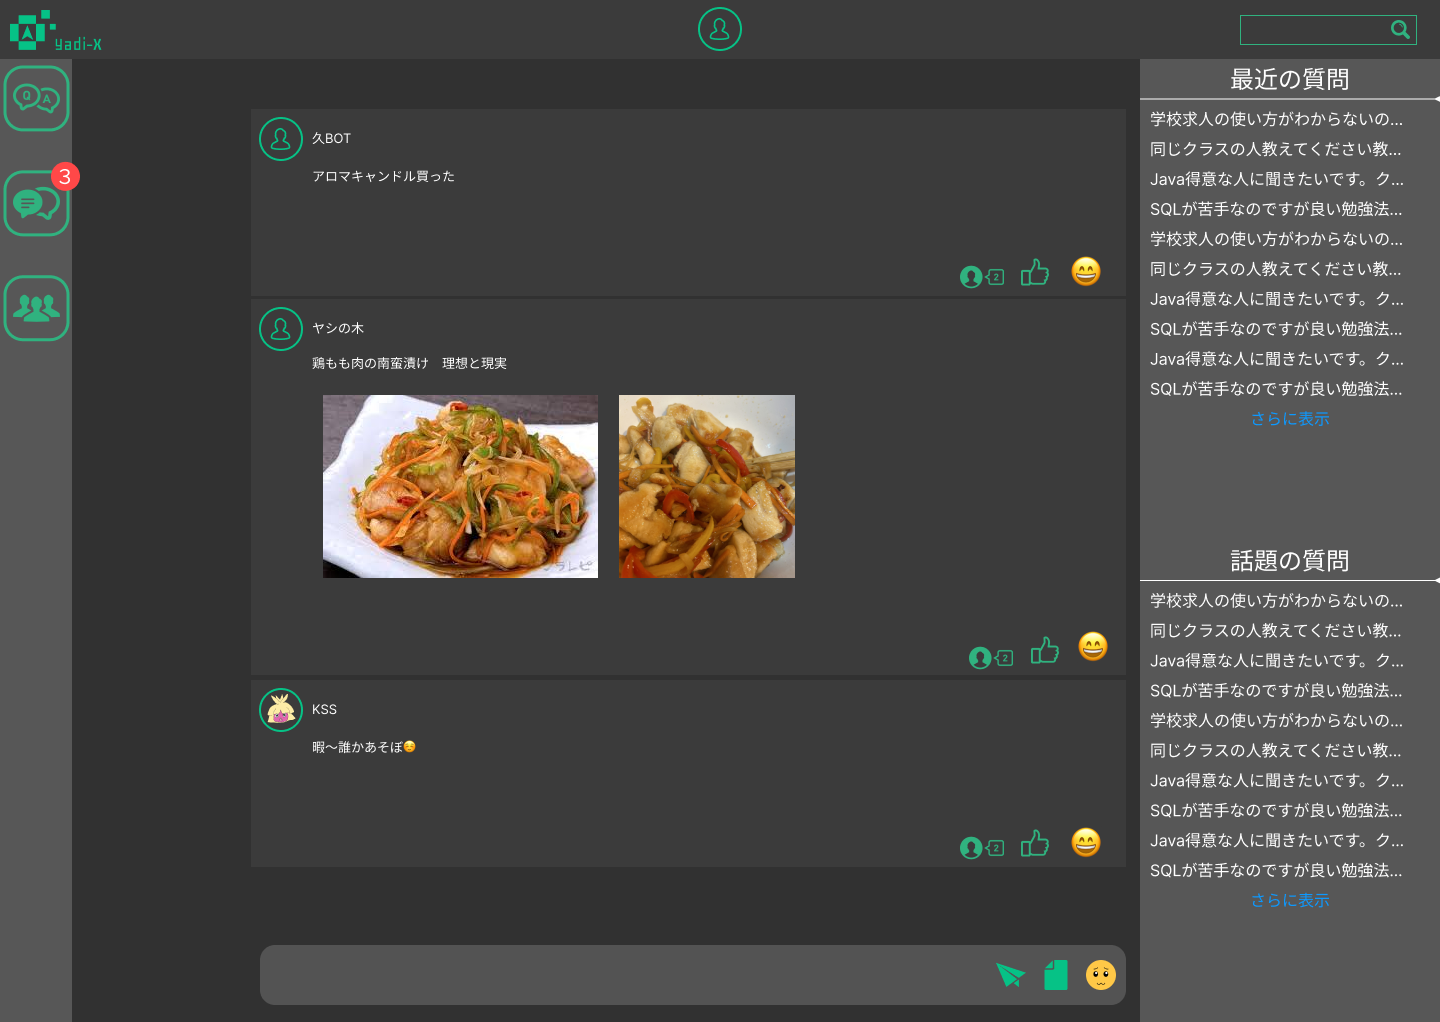 yadi-x
Q A
3
久BOT
アロマキャンドル買った
2
ヤシの木
鶏もも肉の南蛮漬け　理想と現実
ラレピ
2
KSS
暇〜誰かあそぼ☺️
2
最近の質問
学校求人の使い方がわからないの...
同じクラスの人教えてください教...
Java得意な人に聞きたいです。ク...
SQLが苦手なのですが良い勉強法...
学校求人の使い方がわからないの...
同じクラスの人教えてください教...
Java得意な人に聞きたいです。ク...
SQLが苦手なのですが良い勉強法...
Java得意な人に聞きたいです。ク...
SQLが苦手なのですが良い勉強法...
さらに表示
話題の質問
学校求人の使い方がわからないの...
同じクラスの人教えてください教...
Java得意な人に聞きたいです。ク...
SQLが苦手なのですが良い勉強法...
学校求人の使い方がわからないの...
同じクラスの人教えてください教...
Java得意な人に聞きたいです。ク...
SQLが苦手なのですが良い勉強法...
Java得意な人に聞きたいです。ク...
SQLが苦手なのですが良い勉強法...
さらに表示